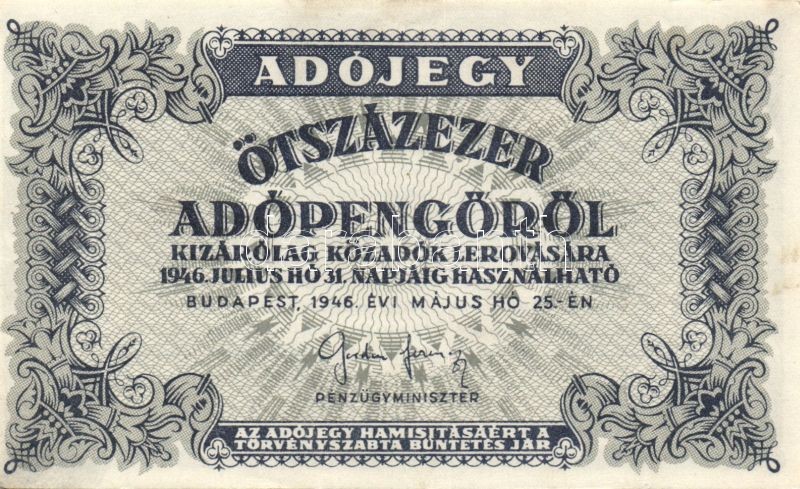 ADÓJEGY
ÖTSZÁZEZER
ADÓPENGŐRŐL
KIZÁRÓLAG KÖZADÓK LEROVÁSÁRA
1946. JULIUS HÓ 31. NAPJÁIG HASZNÁLHATÓ
BUDAPEST, 1946. ÉVI MÁJUS HÓ 25.-ÉN
PÉNZÜGYMINISZTER
AZ ADÓJEGY HAMISITÁSÁÉRT A
TÖRVÉNYSZABTA BÜNTETÉS JÁR